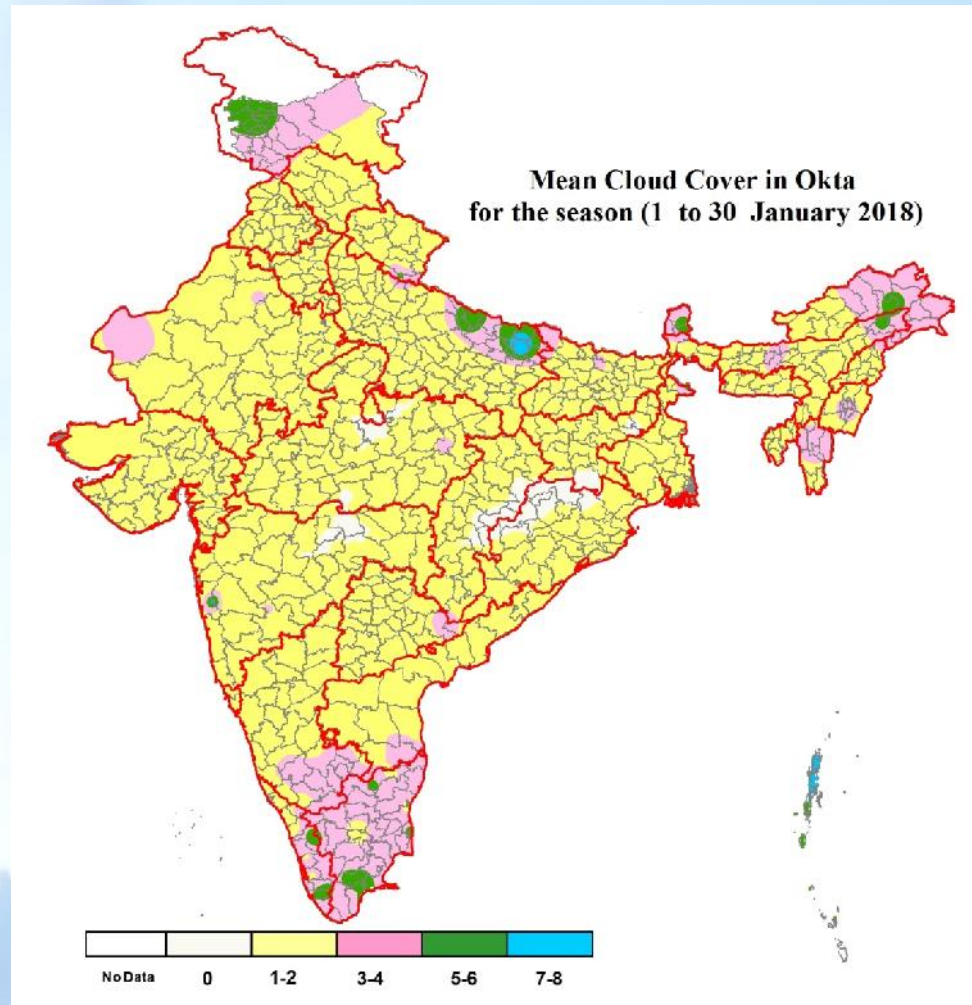 Mean Cloud Cover in Okta
for the season (1 to 30 January 2018)
No Data 0 1-2 3-4 5-6 7-8